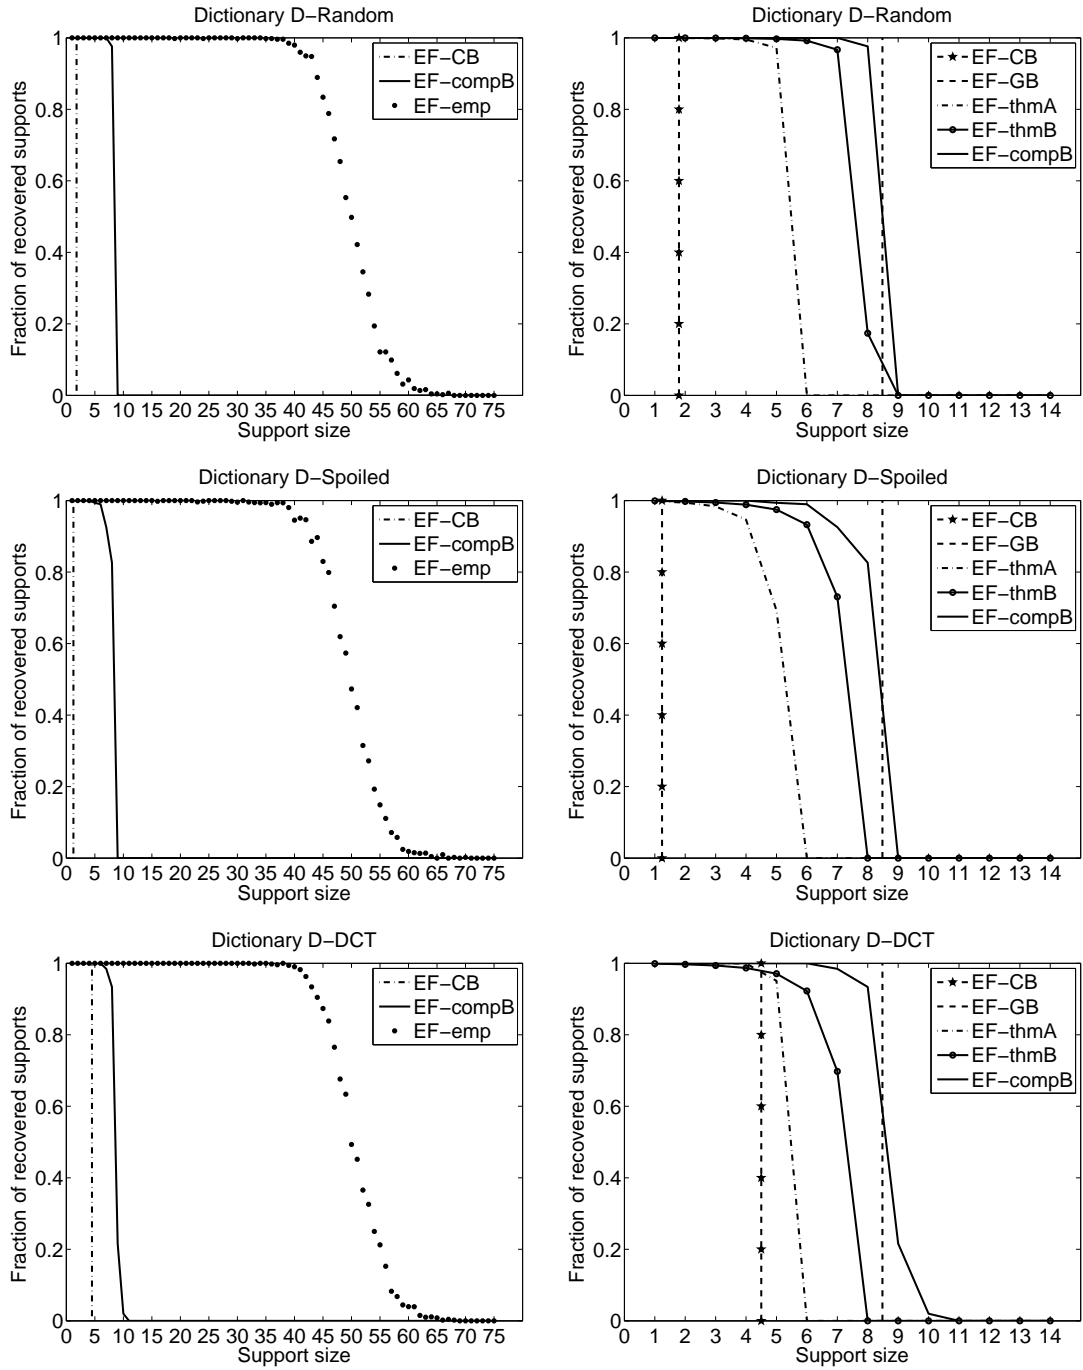 Dictionary D−Random
Fraction of recovered supports
1
0.8
0.6
0.4
0.2
0
EF−CB
EF−compB
EF−emp
0 5 10 15 20 25 30 35 40 45 50 55 60 65 70 75
Support size
Dictionary D−Random
Fraction of recovered supports
1
0.8
0.6
0.4
0.2
0
EF−CB
EF−GB
EF−thmA
EF−thmB
EF−compB
0 1 2 3 4 5 6 7 8 9 10 11 12 13 14
Support size
Dictionary D−Spoiled
Fraction of recovered supports
1
0.8
0.6
0.4
0.2
0
EF−CB
EF−compB
EF−emp
0 5 10 15 20 25 30 35 40 45 50 55 60 65 70 75
Support size
Dictionary D−Spoiled
Fraction of recovered supports
1
0.8
0.6
0.4
0.2
0
EF−CB
EF−GB
EF−thmA
EF−thmB
EF−compB
0 1 2 3 4 5 6 7 8 9 10 11 12 13 14
Support size
Dictionary D−DCT
Fraction of recovered supports
1
0.8
0.6
0.4
0.2
0
EF−CB
EF−compB
EF−emp
0 5 10 15 20 25 30 35 40 45 50 55 60 65 70 75
Support size
Dictionary D−DCT
Fraction of recovered supports
1
0.8
0.6
0.4
0.2
0
EF−CB
EF−GB
EF−thmA
EF−thmB
EF−compB
0 1 2 3 4 5 6 7 8 9 10 11 12 13 14
Support size